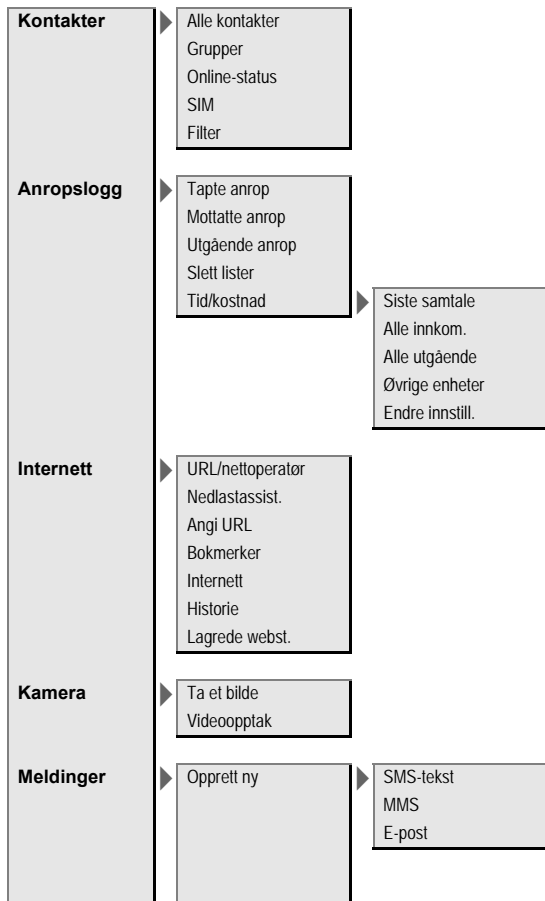 Kontakter
Alle kontakter
Grupper
Online-status
SIM
Filter
Anropslogg
Tapte anrop
Mottatte anrop
Utgående anrop
Slett lister
Tid/kostnad
Siste samtale
Alle innkom.
Alle utgående
Øvrige enheter
Endre innstill.
Internett
URL/nettoperatør
Nedlastassist.
Angi URL
Bokmerker
Internett
Historie
Lagrede webst.
Kamera
Ta et bilde
Videoopptak
Meldinger
Opprett ny
SMS-tekst
MMS
E-post